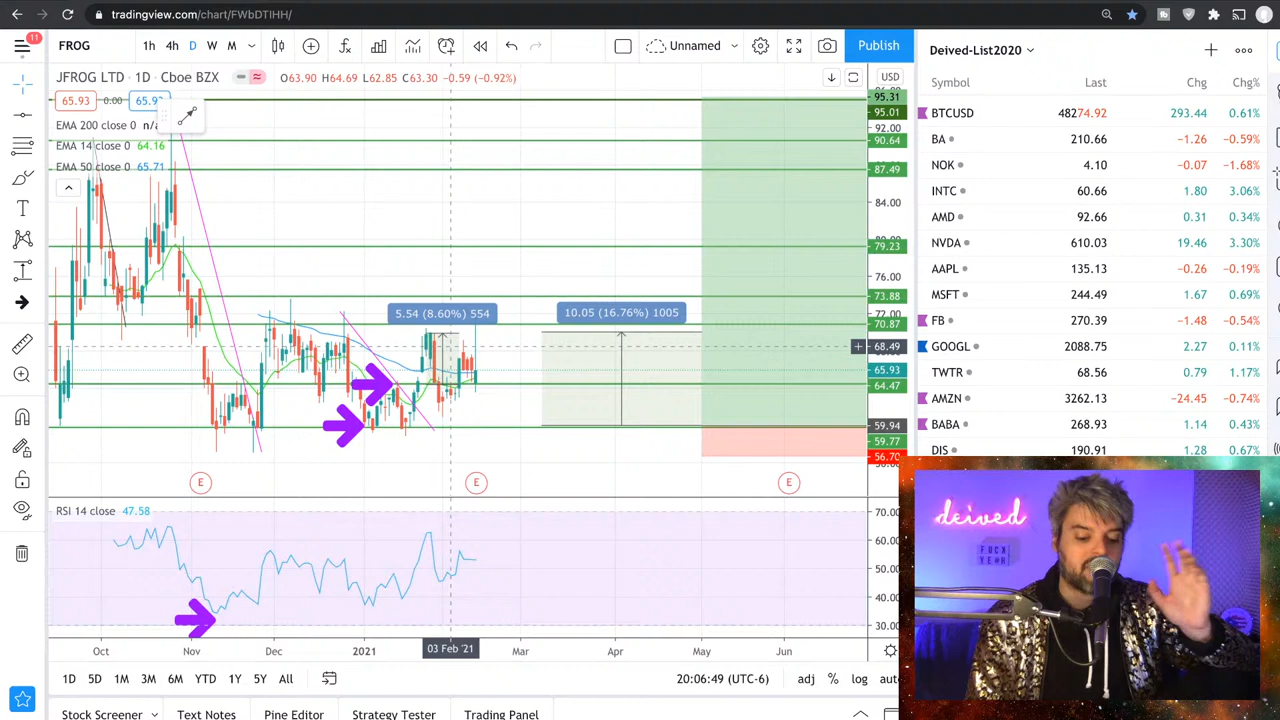 tradingview.com/chart/FWbDTIHH/
11
FROG
1h 4h D W M
Unnamed
Publish
JFROG LTD · 1D · Cboe BZX
O63.90 H64.69 L62.85 C63.30 -0.59 (-0.92%)
USD
65.93 0.00 65.9
EMA 200 close 0 n/
EMA 14 close 0 64.16
EMA 50 close 0 65.71
5.54 (8.60%) 554
10.05 (16.76%) 1005
95.31
95.01
92.00
90.64
87.49
84.00
79.23
76.00
73.88
72.00
70.87
68.49
65.93
64.47
59.94
59.77
56.70
E E E
RSI 14 close 47.58
70.00
60.00
50.00
40.00
30.00
Oct Nov Dec 2021 03 Feb '21 Mar Apr May Jun
1D 5D 1M 3M 6M YTD 1Y 5Y All
20:06:49 (UTC-6) adj % log aut
Stock Screener Text Notes Pine Editor Strategy Tester Trading Panel
Deived-List2020
Symbol Last Chg Chg%
BTCUSD 48274.92 293.44 0.61%
BA 210.66 −1.26 −0.59%
NOK 4.10 −0.07 −1.68%
INTC 60.66 1.80 3.06%
AMD 92.66 0.31 0.34%
NVDA 610.03 19.46 3.30%
AAPL 135.13 −0.26 −0.19%
MSFT 244.49 1.67 0.69%
FB 270.39 −1.48 −0.54%
GOOGL 2088.75 2.27 0.11%
TWTR 68.56 0.79 1.17%
AMZN 3262.13 −24.45 −0.74%
BABA 268.93 1.14 0.43%
DIS 190.91 1.28 0.67%
deived
FUCK
YE@H